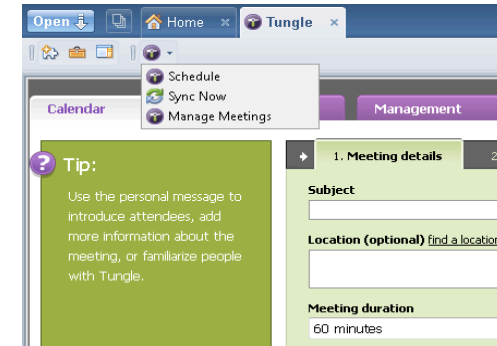 Open
Home
Tungle
Schedule
Sync Now
Manage Meetings
Calendar
Management
Tip:
Use the personal message to
introduce attendees, add
more information about the
meeting, or familiarize people
with Tungle.
1. Meeting details
2
Subject
Location (optional) find a location
Meeting duration
60 minutes